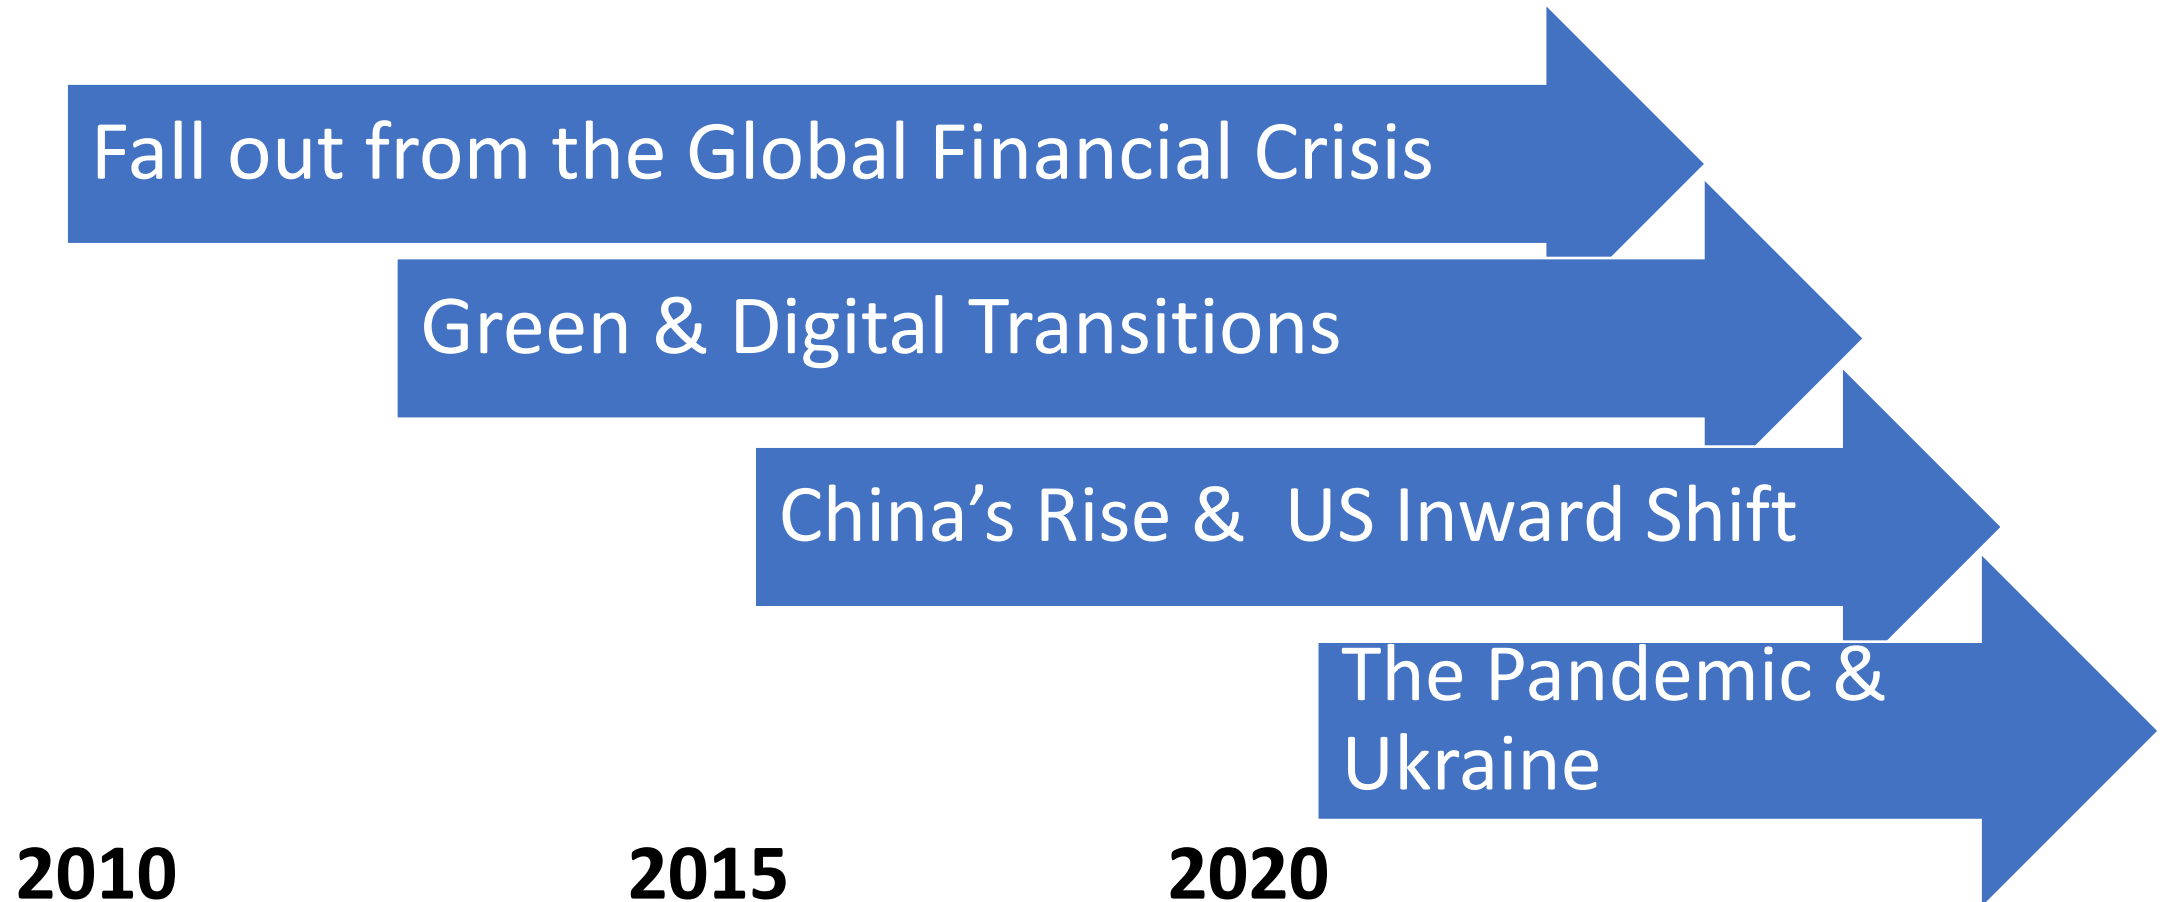 Fall out from the Global Financial Crisis
Green & Digital Transitions
China’s Rise &  US Inward Shift
The Pandemic &
Ukraine
2010 2015 2020